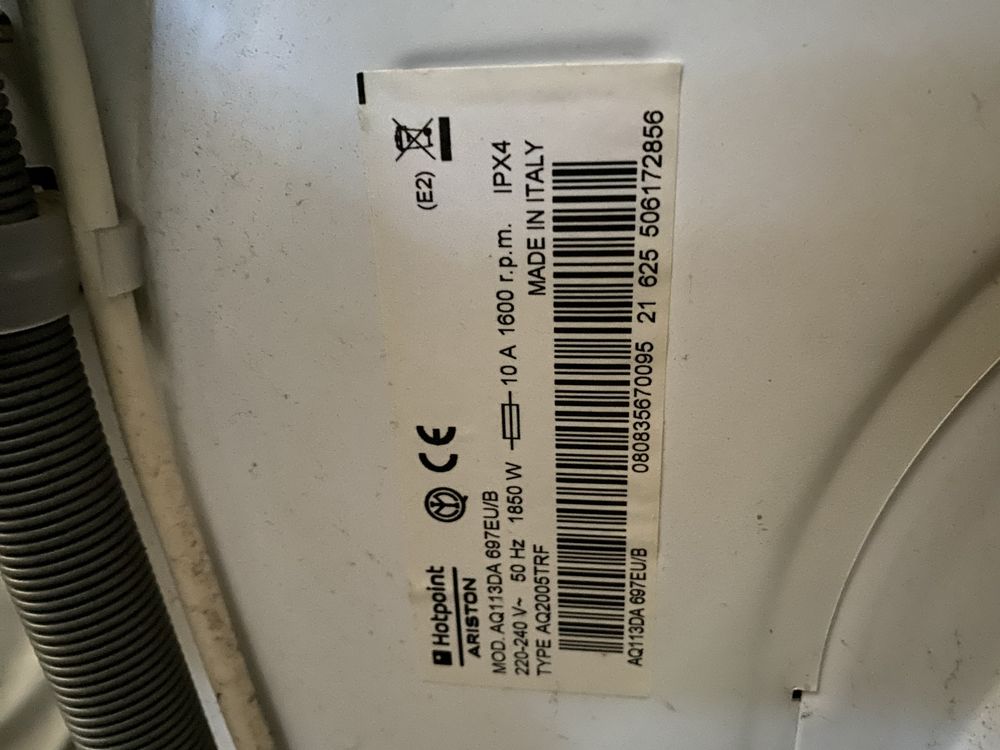 Hotpoint
ARISTON
(E2)
MOD. AQ113DA 697EU/B
220-240 V~ 50 Hz 1850 W 10 A 1600 r.p.m. IPX4
TYPE AQ2005TRF MADE IN ITALY
AQ113DA 697EU/B 080835670095 21 625 506172856